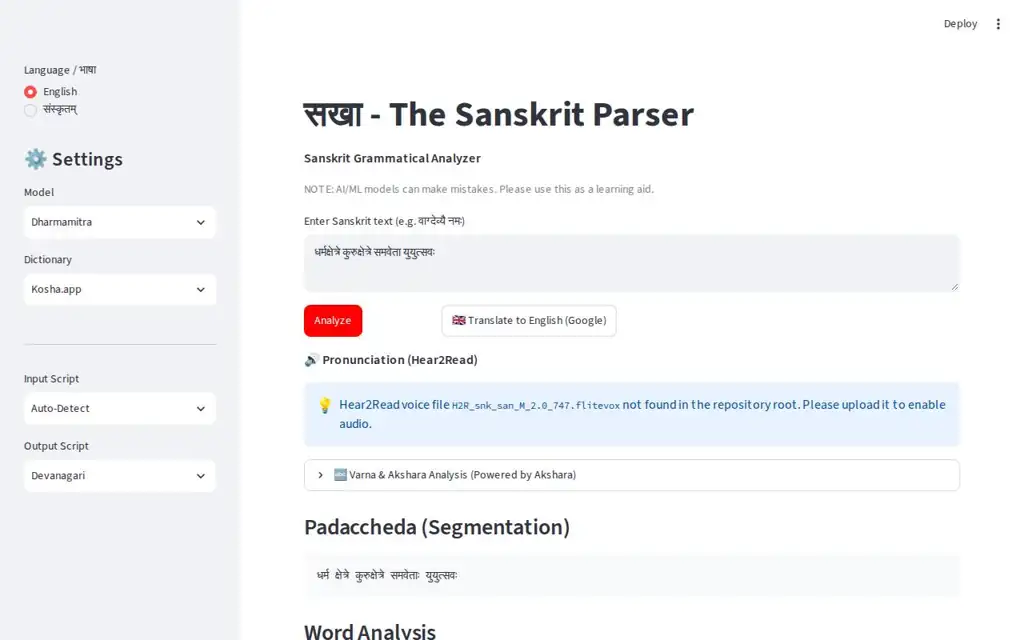 Deploy
Language / भाषा
English
संस्कृतम्
Settings
Model
Dharmamitra
Dictionary
Kosha.app
Input Script
Auto-Detect
Output Script
Devanagari
सखा - The Sanskrit Parser
Sanskrit Grammatical Analyzer
NOTE: AI/ML models can make mistakes. Please use this as a learning aid.
Enter Sanskrit text (e.g. वाग्देव्यै नमः)
धर्मक्षेत्रे कुरुक्षेत्रे समवेता युयुत्सवः
Analyze
Translate to English (Google)
Pronunciation (Hear2Read)
Hear2Read voice file H2R_snk_san_M_2.0_747.flitevox not found in the repository root. Please upload it to enable
audio.
Varna & Akshara Analysis (Powered by Akshara)
Padaccheda (Segmentation)
धर्म क्षेत्रे कुरुक्षेत्रे समवेताः युयुत्सवः
Word Analysis